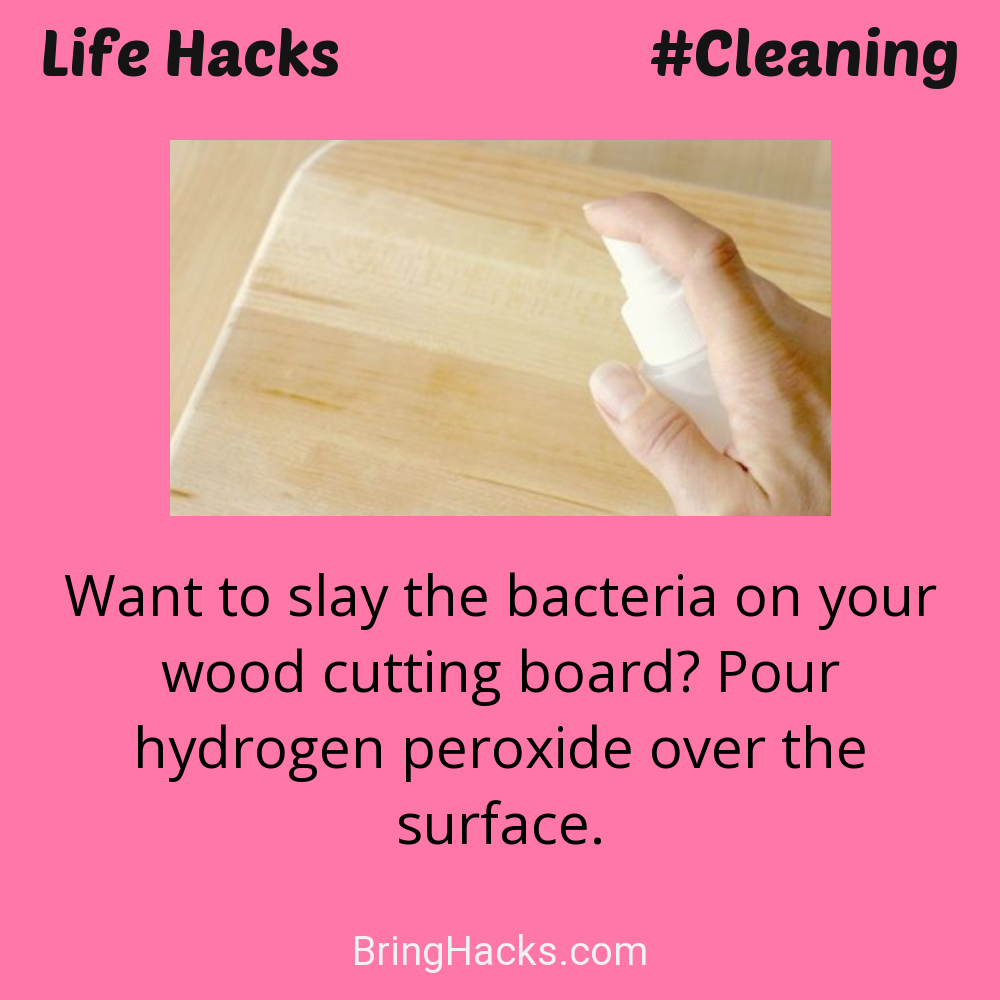 Life Hacks
#Cleaning
Want to slay the bacteria on your
wood cutting board? Pour
hydrogen peroxide over the
surface.
BringHacks.com